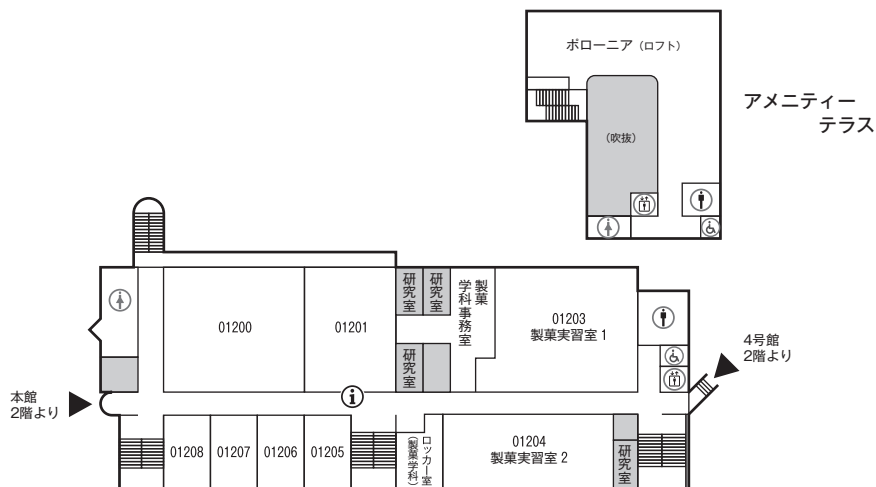 ポローニア（ロフト）
アメニティー
テラス
（吹抜）
研究室
研究室
製菓
学科事務室
01200
01201
01203
製菓実習室 1
研究室
4号館
2階より
本館
2階より
01208
01207
01206
01205
ロッカー室
（製菓学科）
01204
製菓実習室 2
研究室